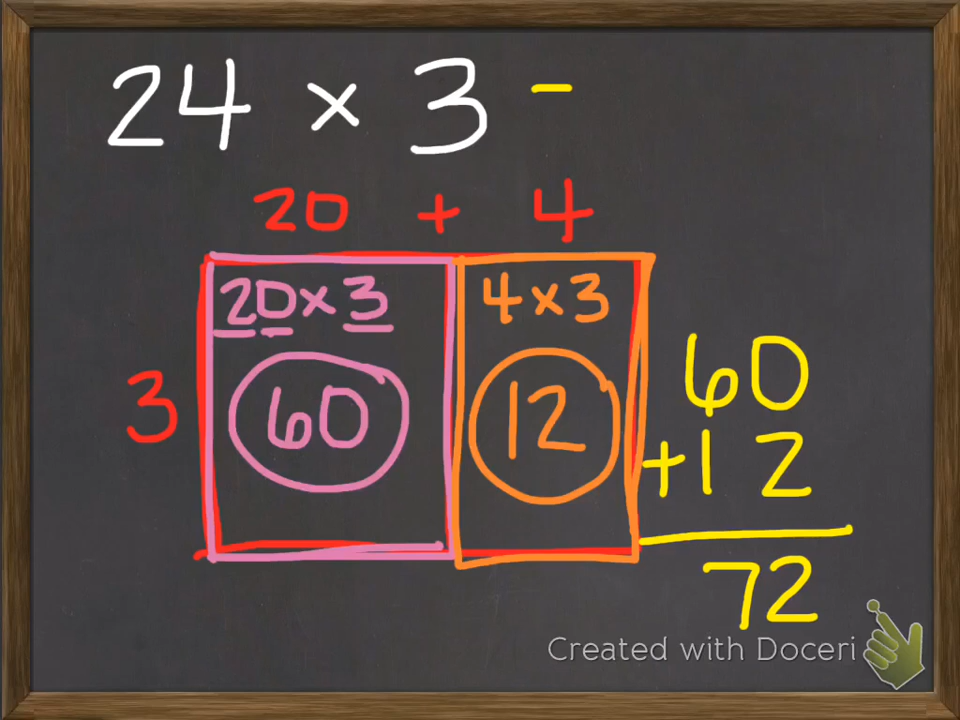 24 × 3 -
20 + 4
20 × 3
4 × 3
3
60
12
60
+12
72
Created with Doceri